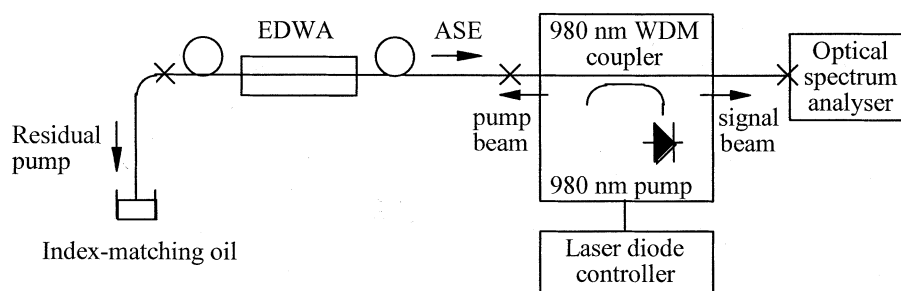 EDWA
ASE
980 nm WDM
coupler
Optical
spectrum
analyser
pump
beam
signal
beam
Residual
pump
980 nm pump
Index-matching oil
Laser diode
controller